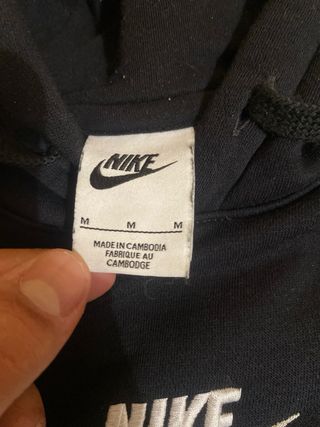 NIKE
M M M
MADE IN CAMBODIA
FABRIQUE AU
CAMBODGE
NIKE